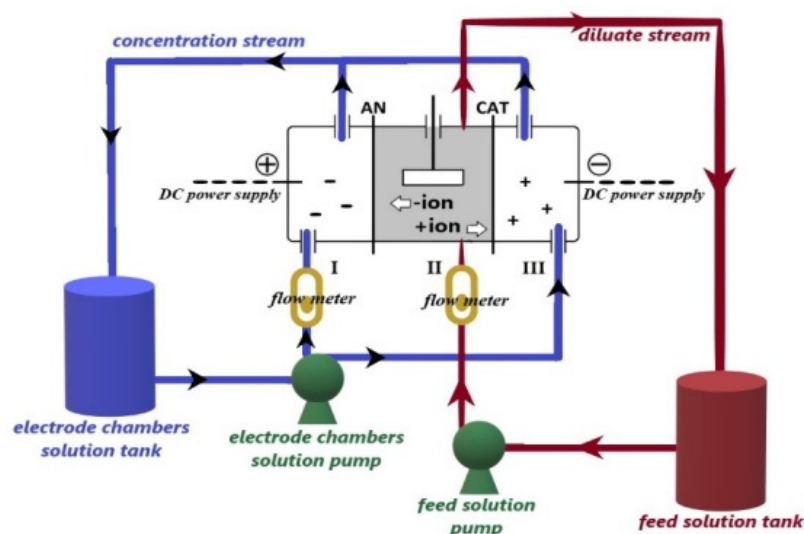 concentration stream
diluate stream
AN
CAT
+
−
DC power supply
DC power supply
-
-
-
+
+
+
-ion
+ion
I
II
III
flow meter
flow meter
electrode chambers
solution tank
electrode chambers
solution pump
feed solution
pump
feed solution tank